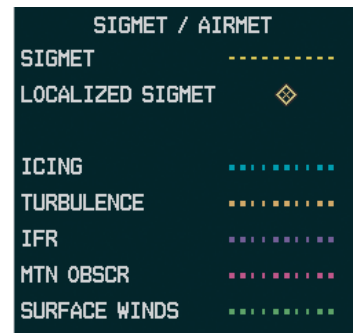 SIGMET / AIRMET
SIGMET
LOCALIZED SIGMET
ICING
TURBULENCE
IFR
MTN OBSCR
SURFACE WINDS